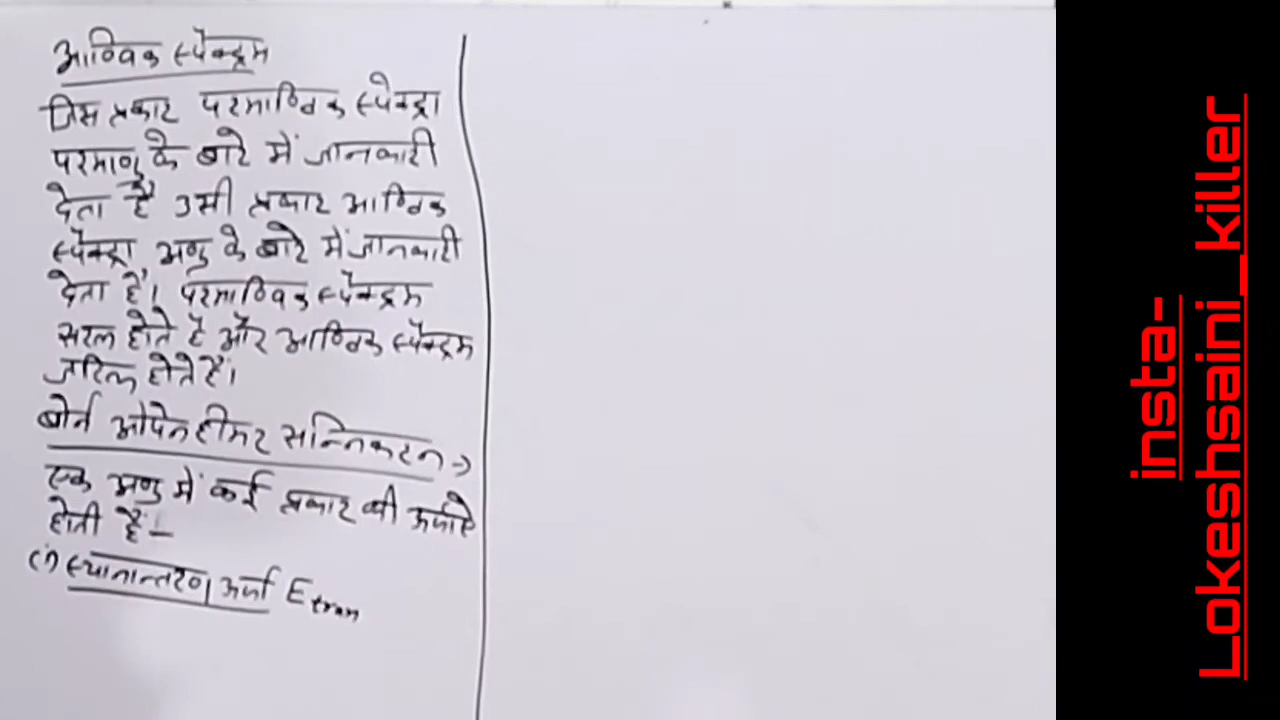 आण्विक स्पेक्ट्रम
जिस प्रकार परमाण्विक स्पेक्ट्रा
परमाणु के बारे में जानकारी
देता है उसी प्रकार आण्विक
स्पेक्ट्रा अणु के बारे में जानकारी
देता है। परमाण्विक स्पेक्ट्रम
सरल होते है और आण्विक स्पेक्ट्रम
जटिल होते हैं।
बोर्न ओपेनहीमर सन्निकटन →
एक अणु में कई प्रकार की ऊर्जाऐ
होती हैं —
(i) स्थानान्तरण ऊर्जा Etran
insta-
Lokeshsaini_killer